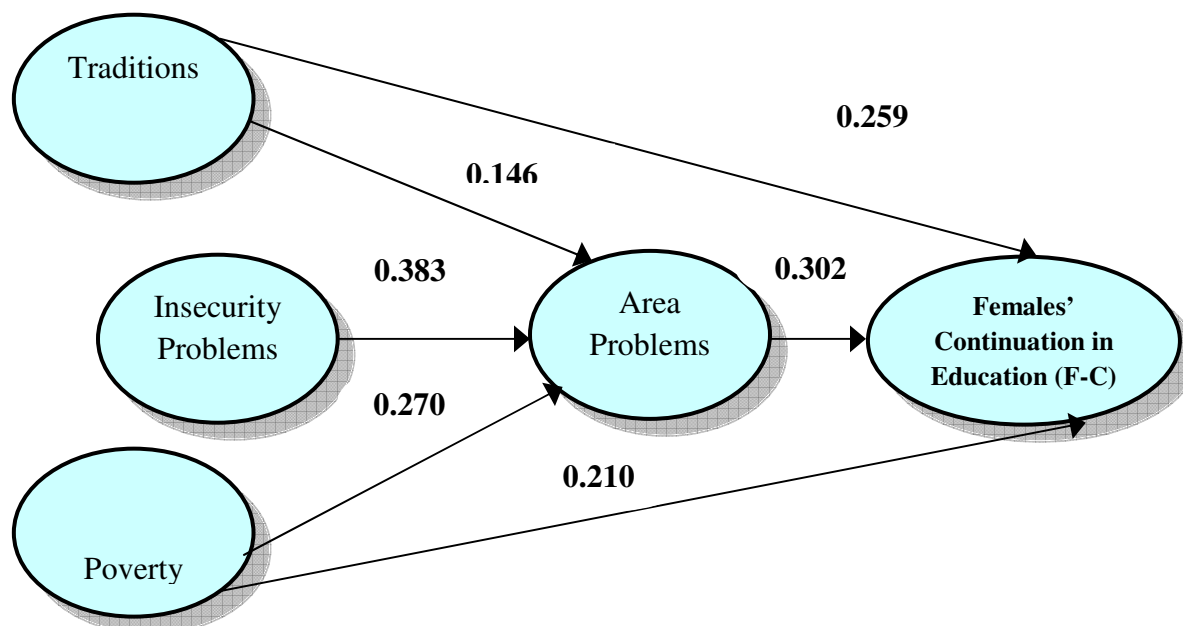 Traditions
0.259
0.146
0.383
0.302
Insecurity
Problems
Area
Problems
Females’
Continuation in
Education (F-C)
0.270
0.210
Poverty